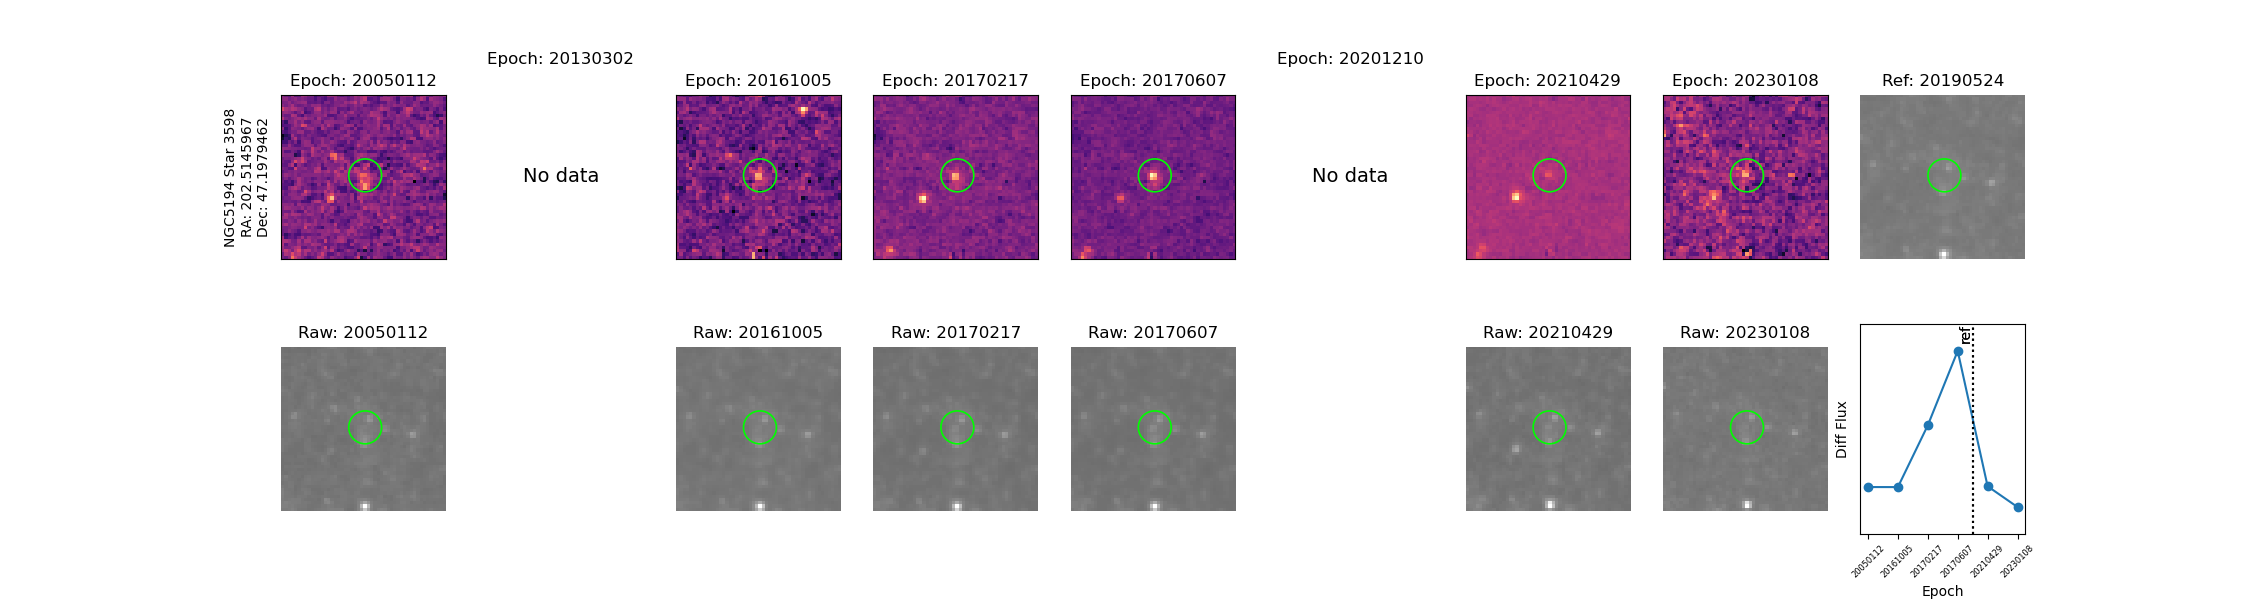 Epoch: 20130302
Epoch: 20201210
Epoch: 20050112
Epoch: 20161005
Epoch: 20170217
Epoch: 20170607
Epoch: 20210429
Epoch: 20230108
Ref: 20190524
NGC5194 Star 3598
RA: 202.5145967
Dec: 47.1979462
No data
No data
Raw: 20050112
Raw: 20161005
Raw: 20170217
Raw: 20170607
Raw: 20210429
Raw: 20230108
ref
Diff Flux
20050112
20161005
20170217
20170607
20210429
20230108
Epoch